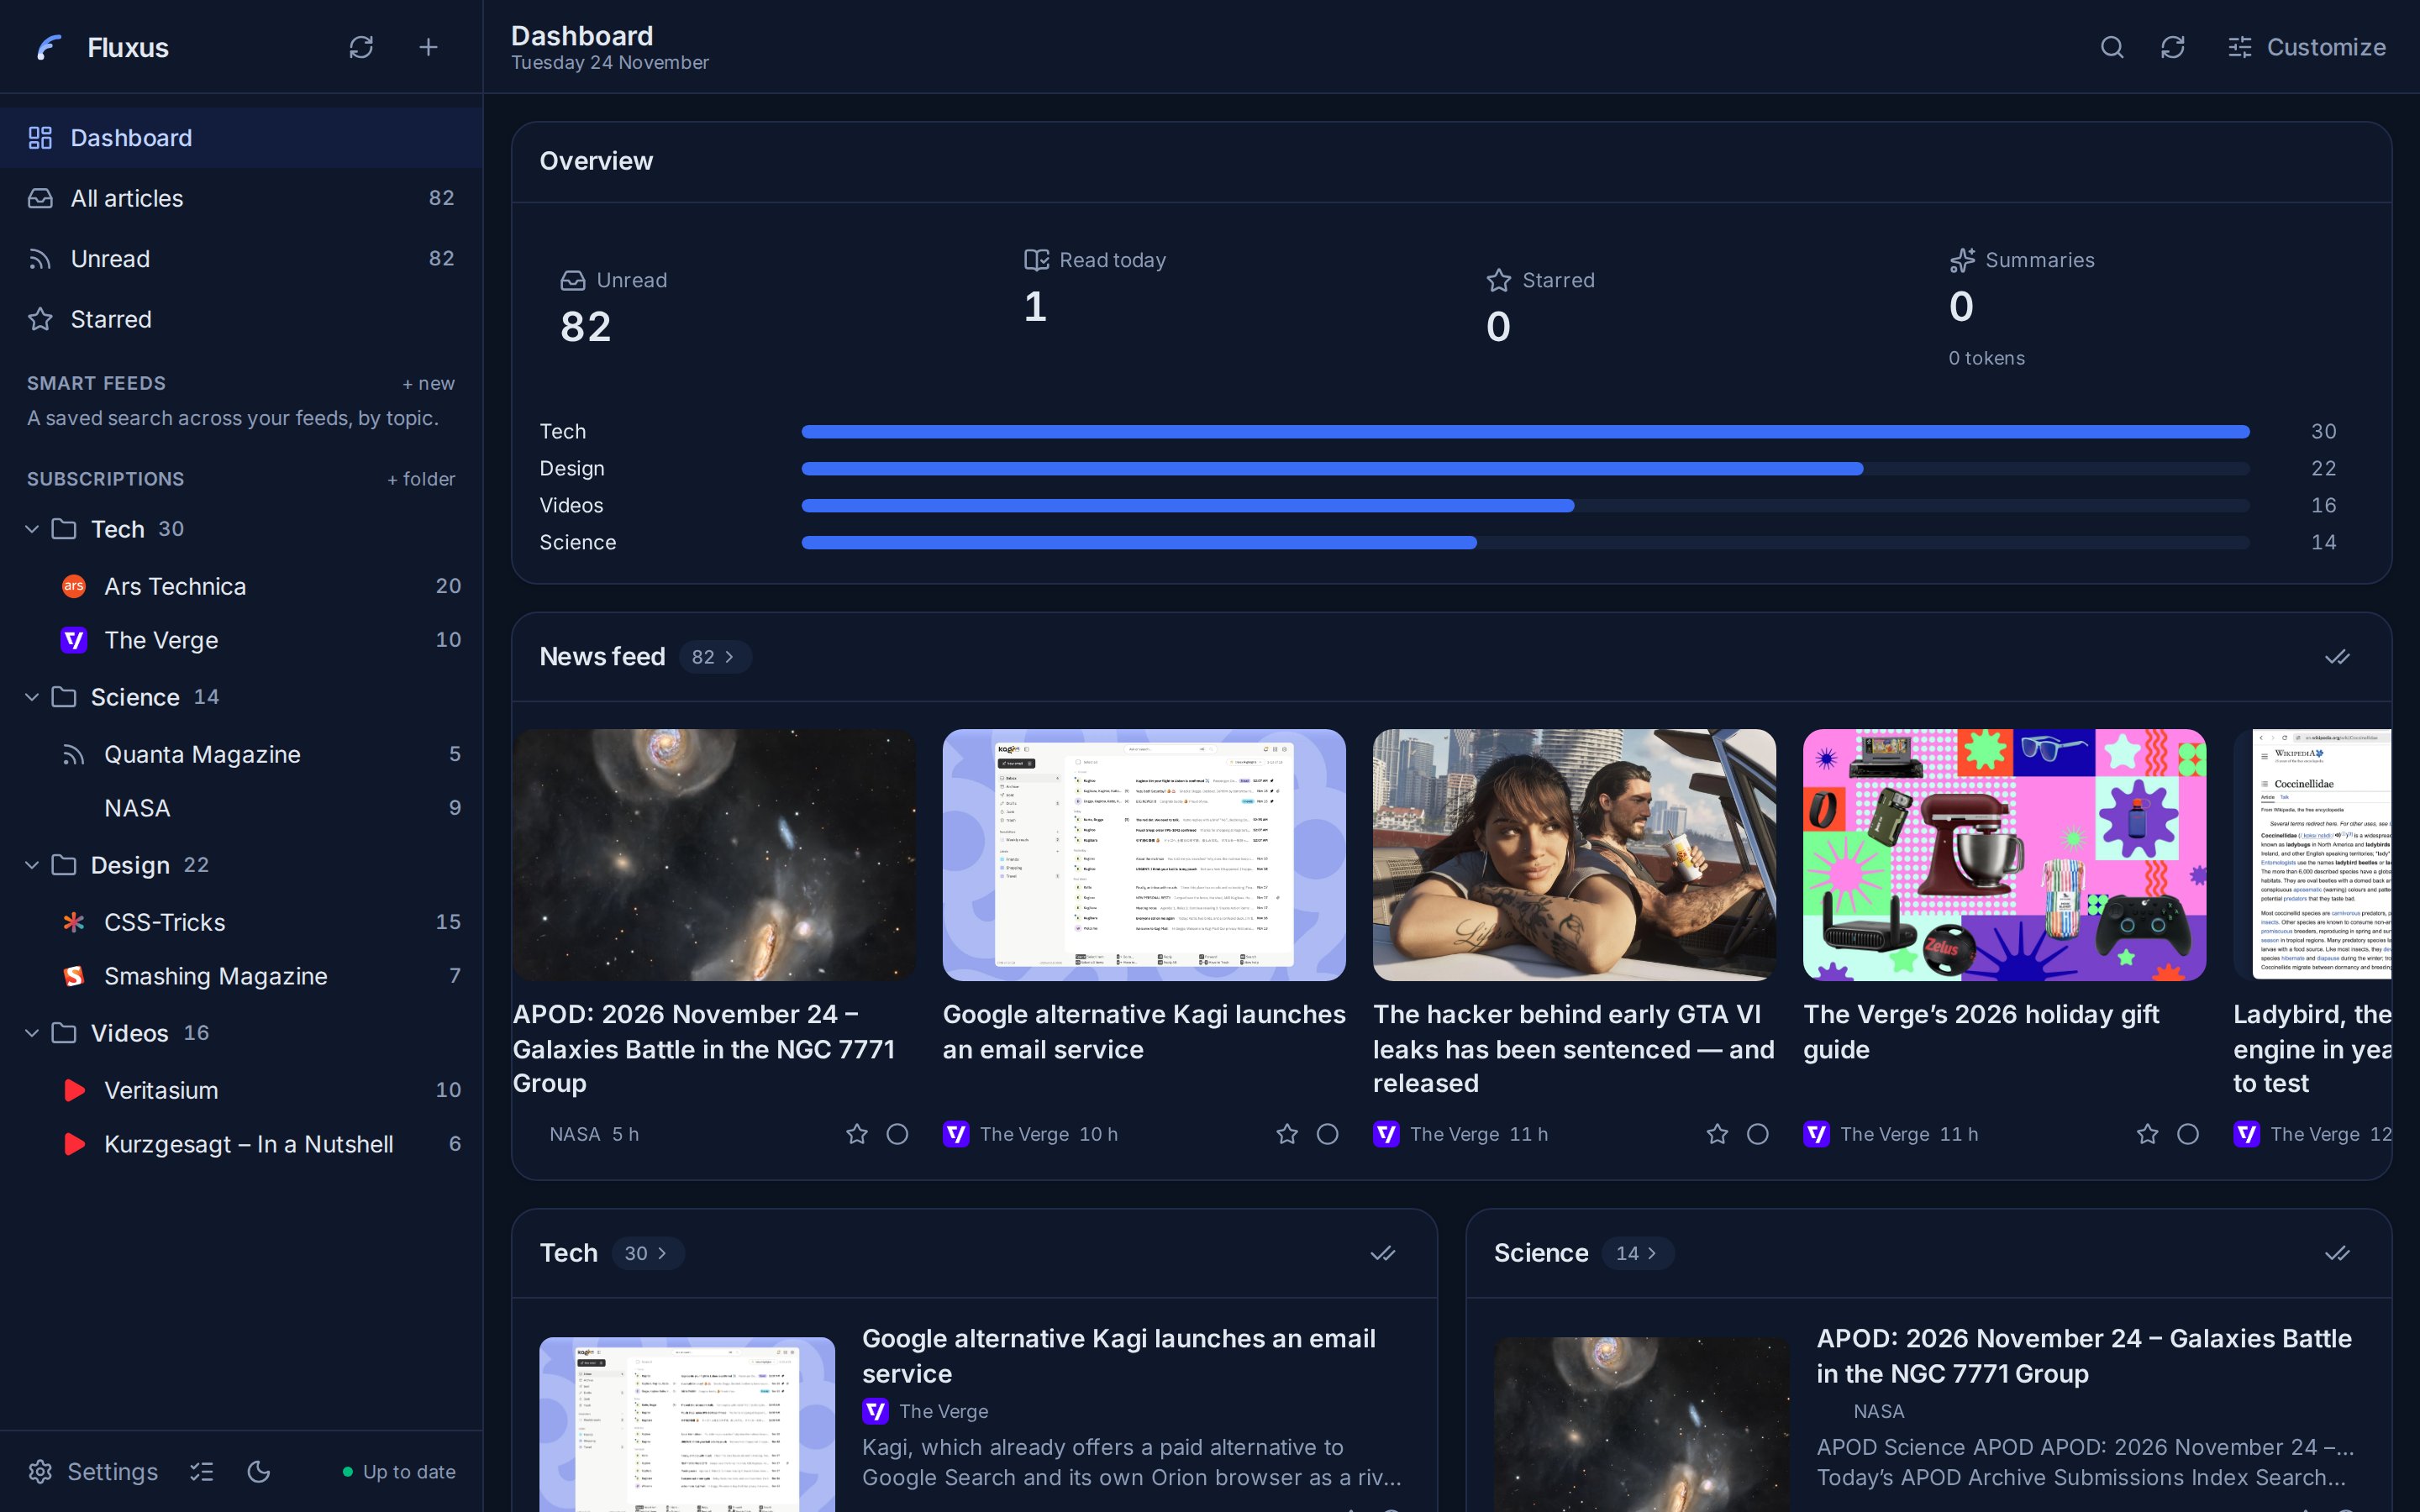 Fluxus
Dashboard
All articles 82
Unread 82
Starred
SMART FEEDS + new
A saved search across your feeds, by topic.
SUBSCRIPTIONS + folder
Tech 30
Ars Technica 20
The Verge 10
Science 14
Quanta Magazine 5
NASA 9
Design 22
CSS-Tricks 15
Smashing Magazine 7
Videos 16
Veritasium 10
Kurzgesagt – In a Nutshell 6
Settings
Up to date
Dashboard
Tuesday 24 November
Customize
Overview
Unread
82
Read today
1
Starred
0
Summaries
0
0 tokens
Tech 30
Design 22
Videos 16
Science 14
News feed 82
APOD: 2026 November 24 –
Galaxies Battle in the NGC 7771
Group
NASA 5 h
Google alternative Kagi launches
an email service
The Verge 10 h
The hacker behind early GTA VI
leaks has been sentenced — and
released
The Verge 11 h
Zelus
The Verge’s 2026 holiday gift
guide
The Verge 11 h
WIKIPEDIA
Coccinellidae
From Wikipedia, the free encyclopedia
Ladybird, the
engine in yea
to test
The Verge 12
Tech 30
Google alternative Kagi launches an email
service
The Verge
Kagi, which already offers a paid alternative to
Google Search and its own Orion browser as a riv...
Science 14
APOD: 2026 November 24 – Galaxies Battle
in the NGC 7771 Group
NASA
APOD Science APOD APOD: 2026 November 24 –...
Today’s APOD Archive Submissions Index Search...